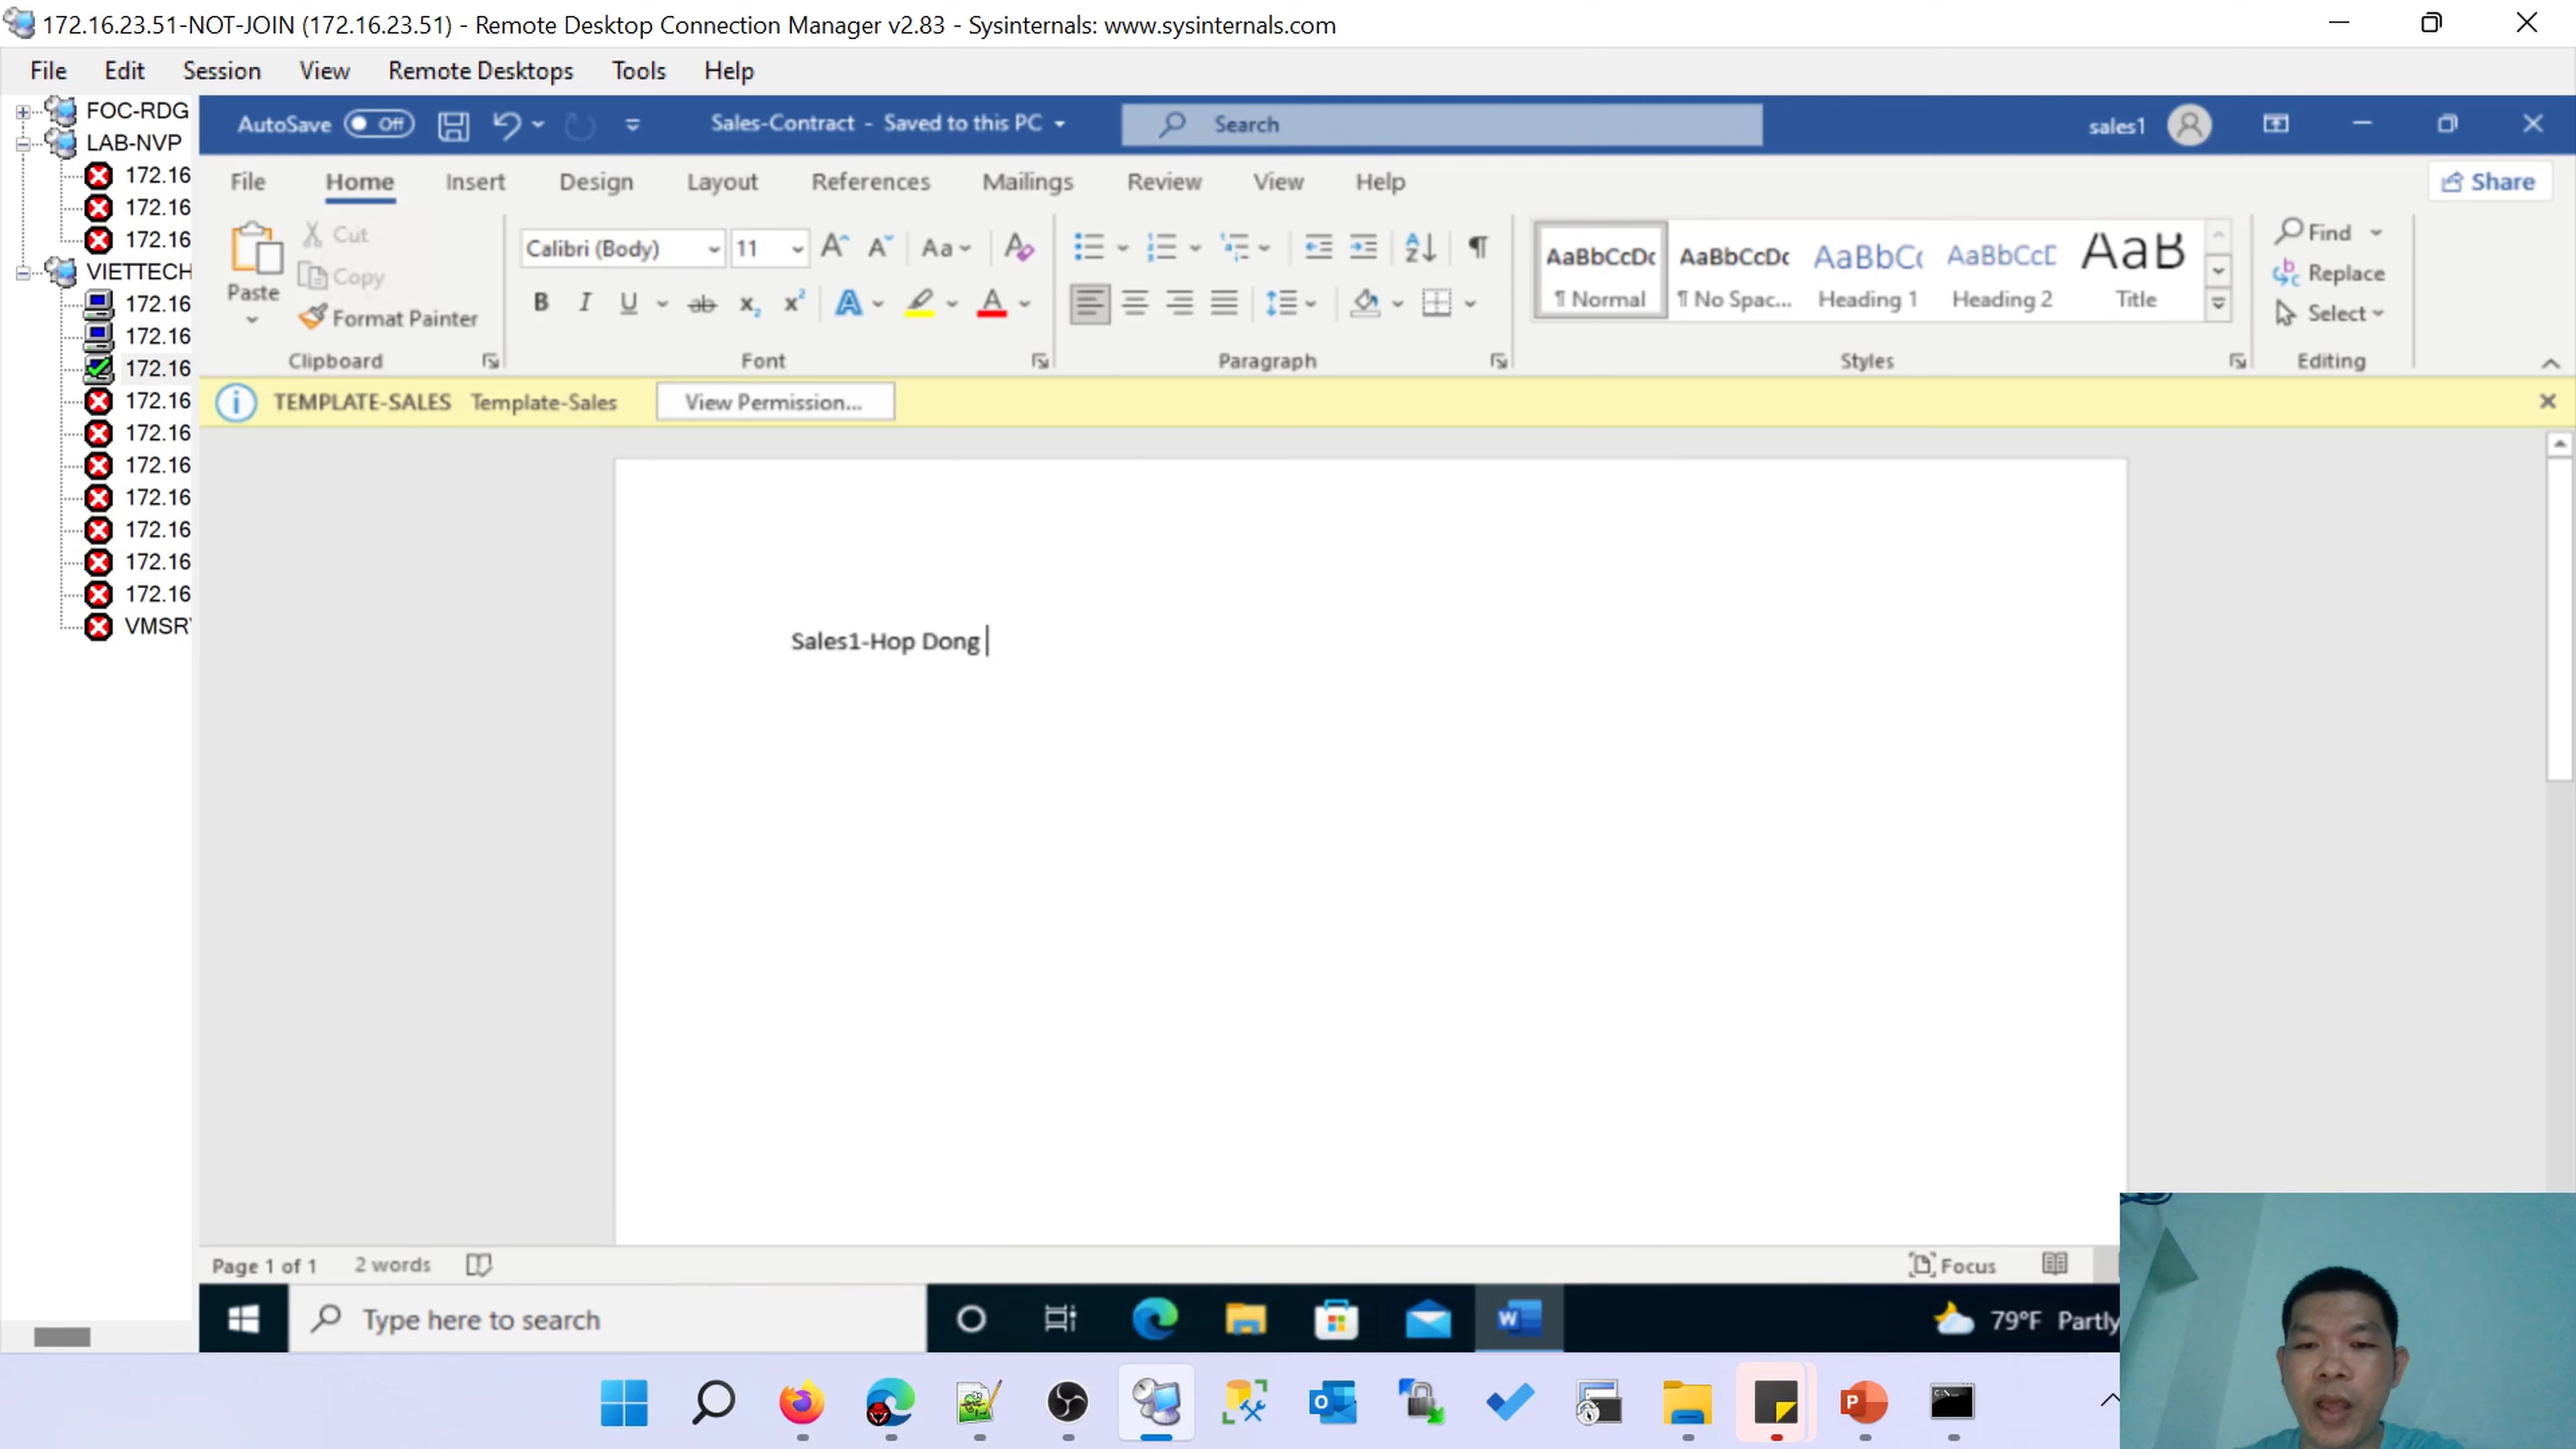 172.16.23.51-NOT-JOIN (172.16.23.51) - Remote Desktop Connection Manager v2.83 - Sysinternals: www.sysinternals.com
File Edit Session View Remote Desktops Tools Help
FOC-RDG
LAB-NVP
172.16
172.16
172.16
VIETTECH
172.16
172.16
172.16
172.16
172.16
172.16
172.16
172.16
172.16
172.16
VMSR
AutoSave Off Sales-Contract - Saved to this PC Search sales1
File Home Insert Design Layout References Mailings Review View Help Share
Paste Cut Copy Format Painter
Clipboard
Calibri (Body) 11 Aa
B I U ab x₂ x² A A
Font
Paragraph
AaBbCcDc AaBbCcDc AaBbCc AaBbCcD AaB
¶ Normal ¶ No Spac... Heading 1 Heading 2 Title
Styles
Find
Replace
Select
Editing
TEMPLATE-SALES Template-Sales View Permission...
Sales1-Hop Dong
Page 1 of 1 2 words Focus
Type here to search 79°F Partly